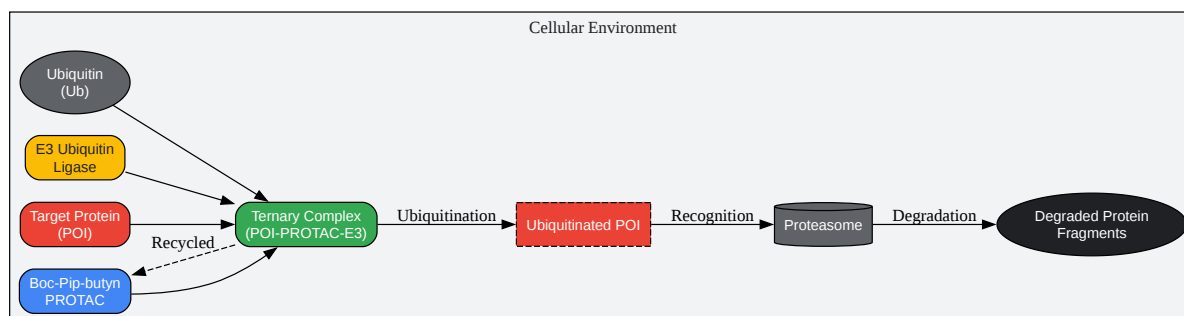 Cellular Environment
Ubiquitin
(Ub)
E3 Ubiquitin
Ligase
Target Protein
(POI)
Recycled
Boc-Pip-butyn
PROTAC
Ternary Complex
(POI-PROTAC-E3)
Ubiquitination
Ubiquitinated POI
Recognition
Proteasome
Degradation
Degraded Protein
Fragments